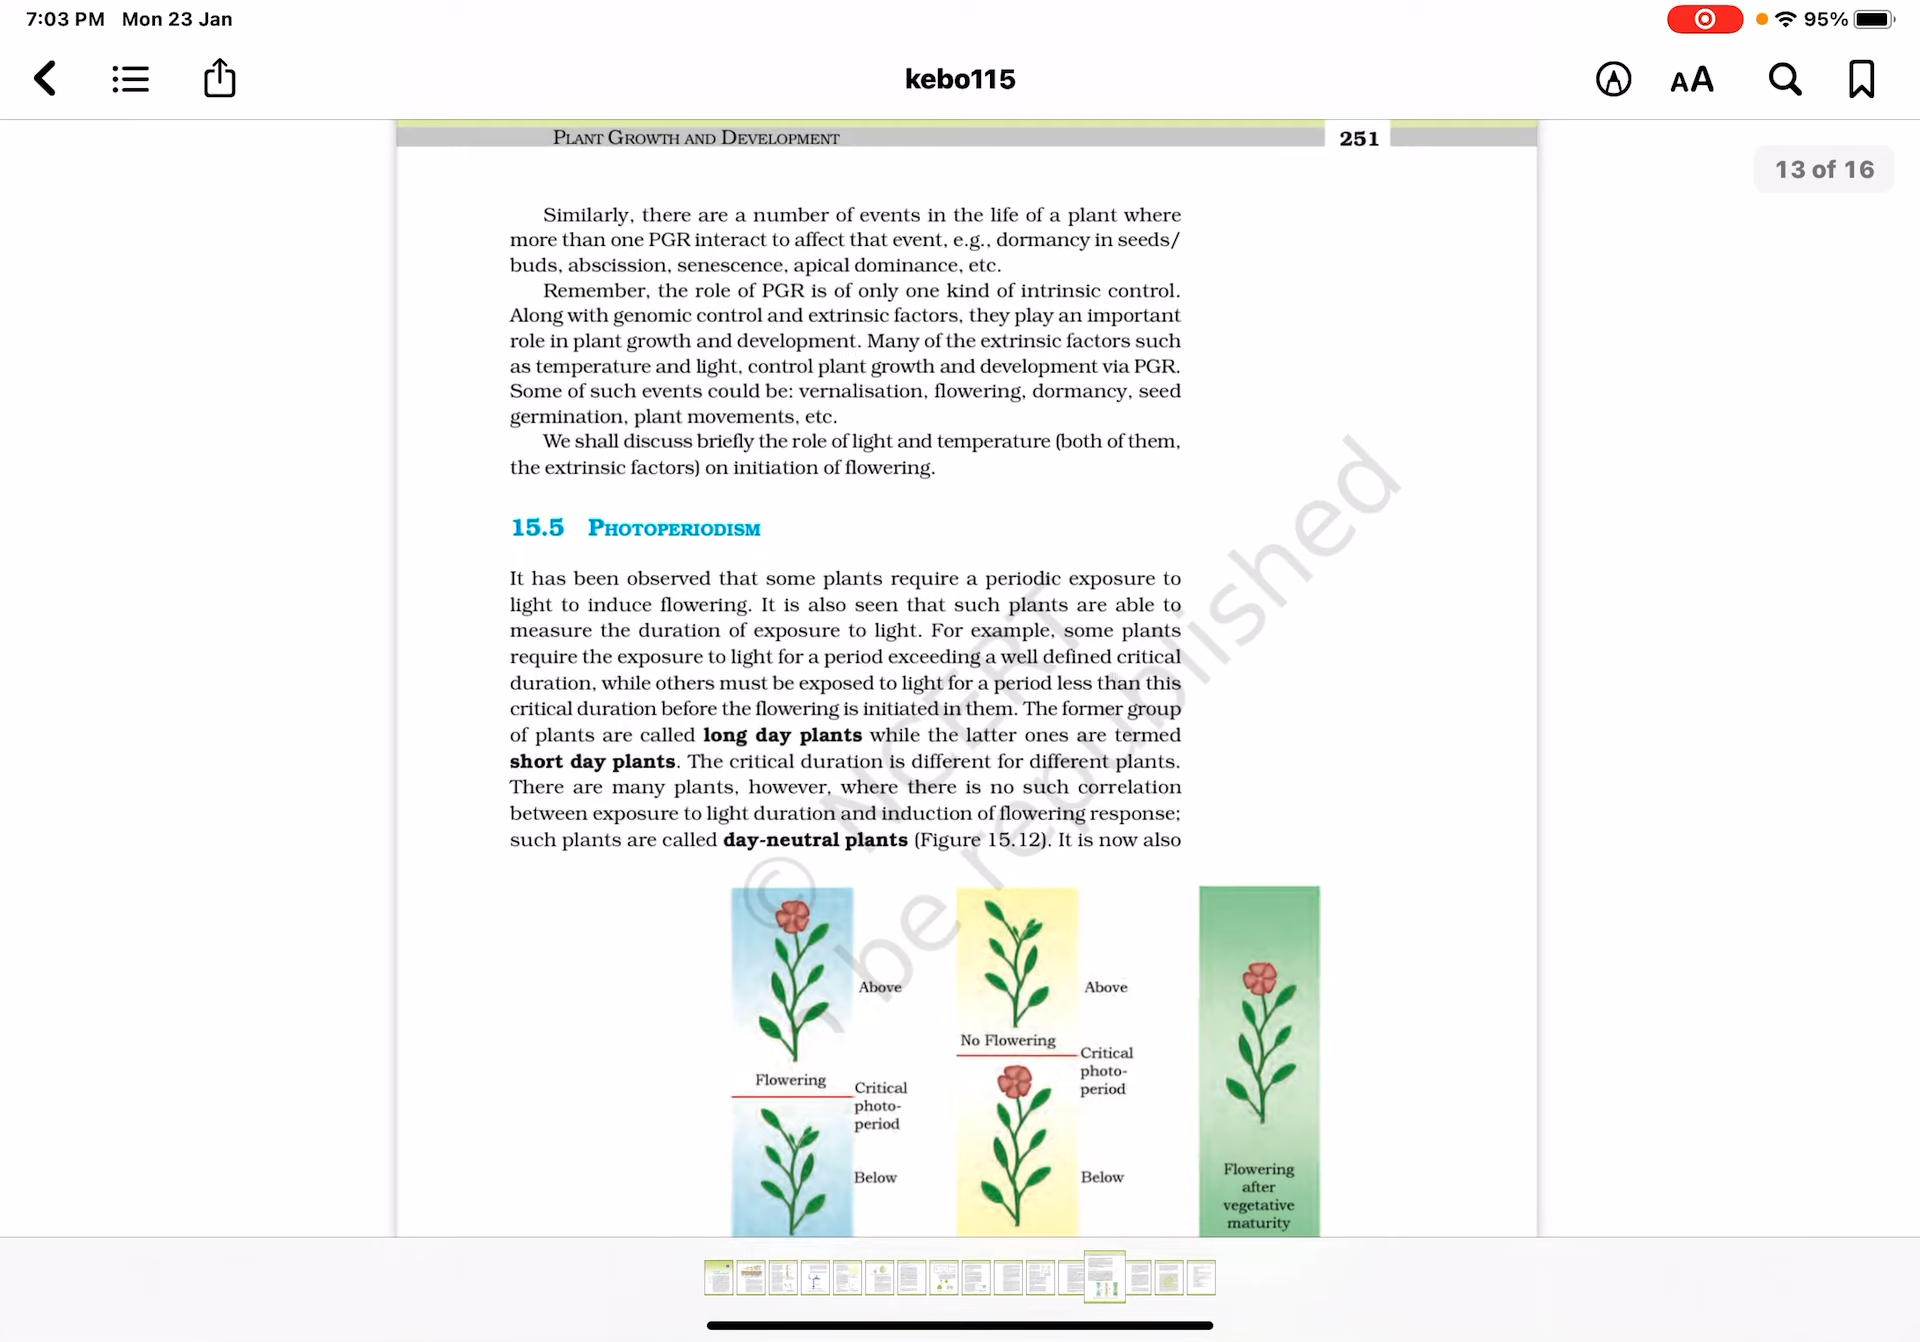 7:03 PM Mon 23 Jan
95%
kebo115
AA
13 of 16
PLANT GROWTH AND DEVELOPMENT
251
Similarly, there are a number of events in the life of a plant where
more than one PGR interact to affect that event, e.g., dormancy in seeds/
buds, abscission, senescence, apical dominance, etc.
Remember, the role of PGR is of only one kind of intrinsic control.
Along with genomic control and extrinsic factors, they play an important
role in plant growth and development. Many of the extrinsic factors such
as temperature and light, control plant growth and development via PGR.
Some of such events could be: vernalisation, flowering, dormancy, seed
germination, plant movements, etc.
We shall discuss briefly the role of light and temperature (both of them,
the extrinsic factors) on initiation of flowering.
15.5 PHOTOPERIODISM
It has been observed that some plants require a periodic exposure to
light to induce flowering. It is also seen that such plants are able to
measure the duration of exposure to light. For example, some plants
require the exposure to light for a period exceeding a well defined critical
duration, while others must be exposed to light for a period less than this
critical duration before the flowering is initiated in them. The former group
of plants are called long day plants while the latter ones are termed
short day plants. The critical duration is different for different plants.
There are many plants, however, where there is no such correlation
between exposure to light duration and induction of flowering response;
such plants are called day-neutral plants (Figure 15.12). It is now also
© NCERT
be republished
Above
Flowering
Critical
photo-
period
Below
Above
No Flowering
Critical
photo-
period
Below
Flowering
after
vegetative
maturity